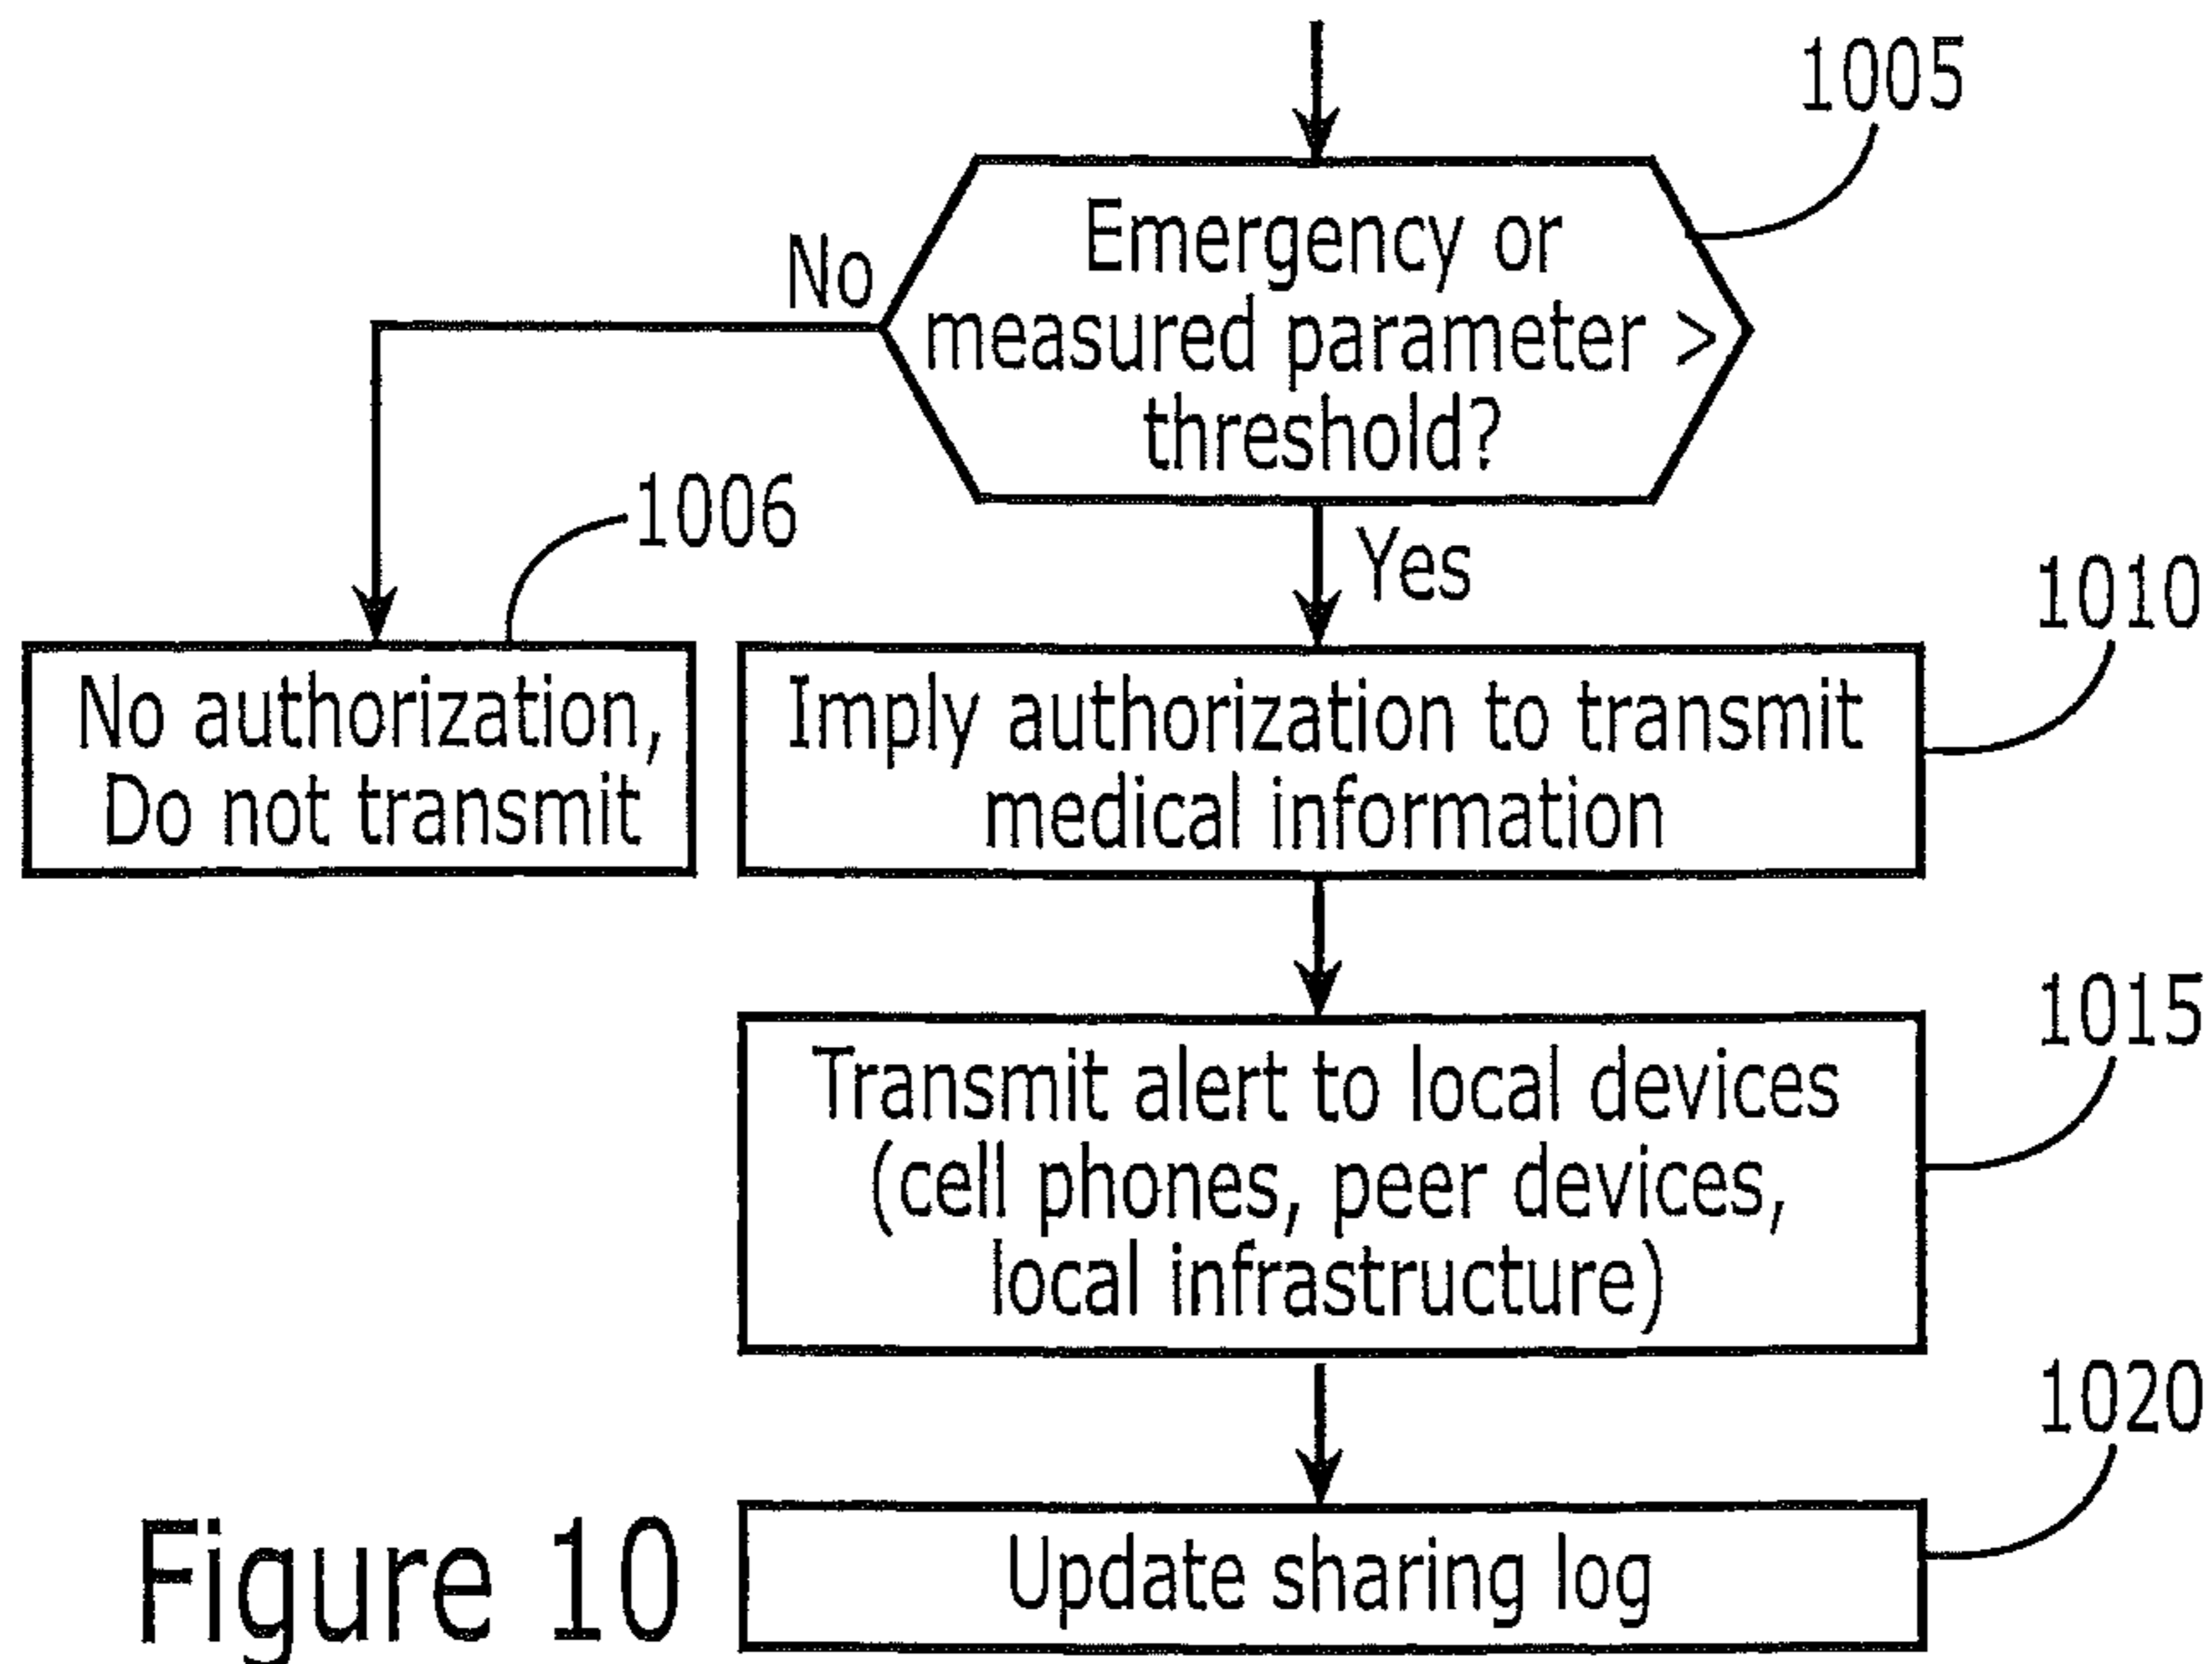 1005
Emergency or
measured parameter >
threshold?
No
Yes
1006
No authorization,
Do not transmit
1010
Imply authorization to transmit
medical information
1015
Transmit alert to local devices
(cell phones, peer devices,
local infrastructure)
1020
Update sharing log
Figure 10